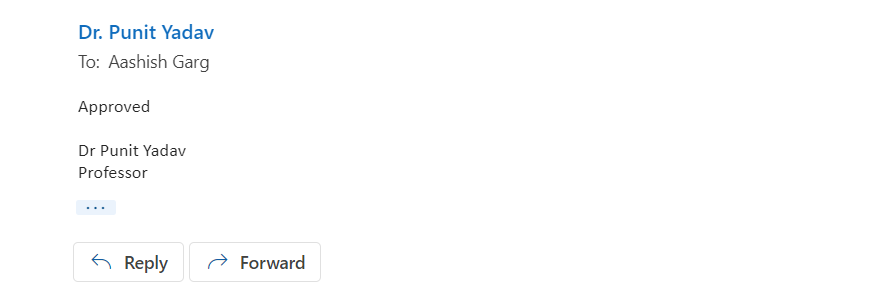 Dr. Punit Yadav
To: Aashish Garg
Approved
Dr Punit Yadav
Professor
...
Reply Forward